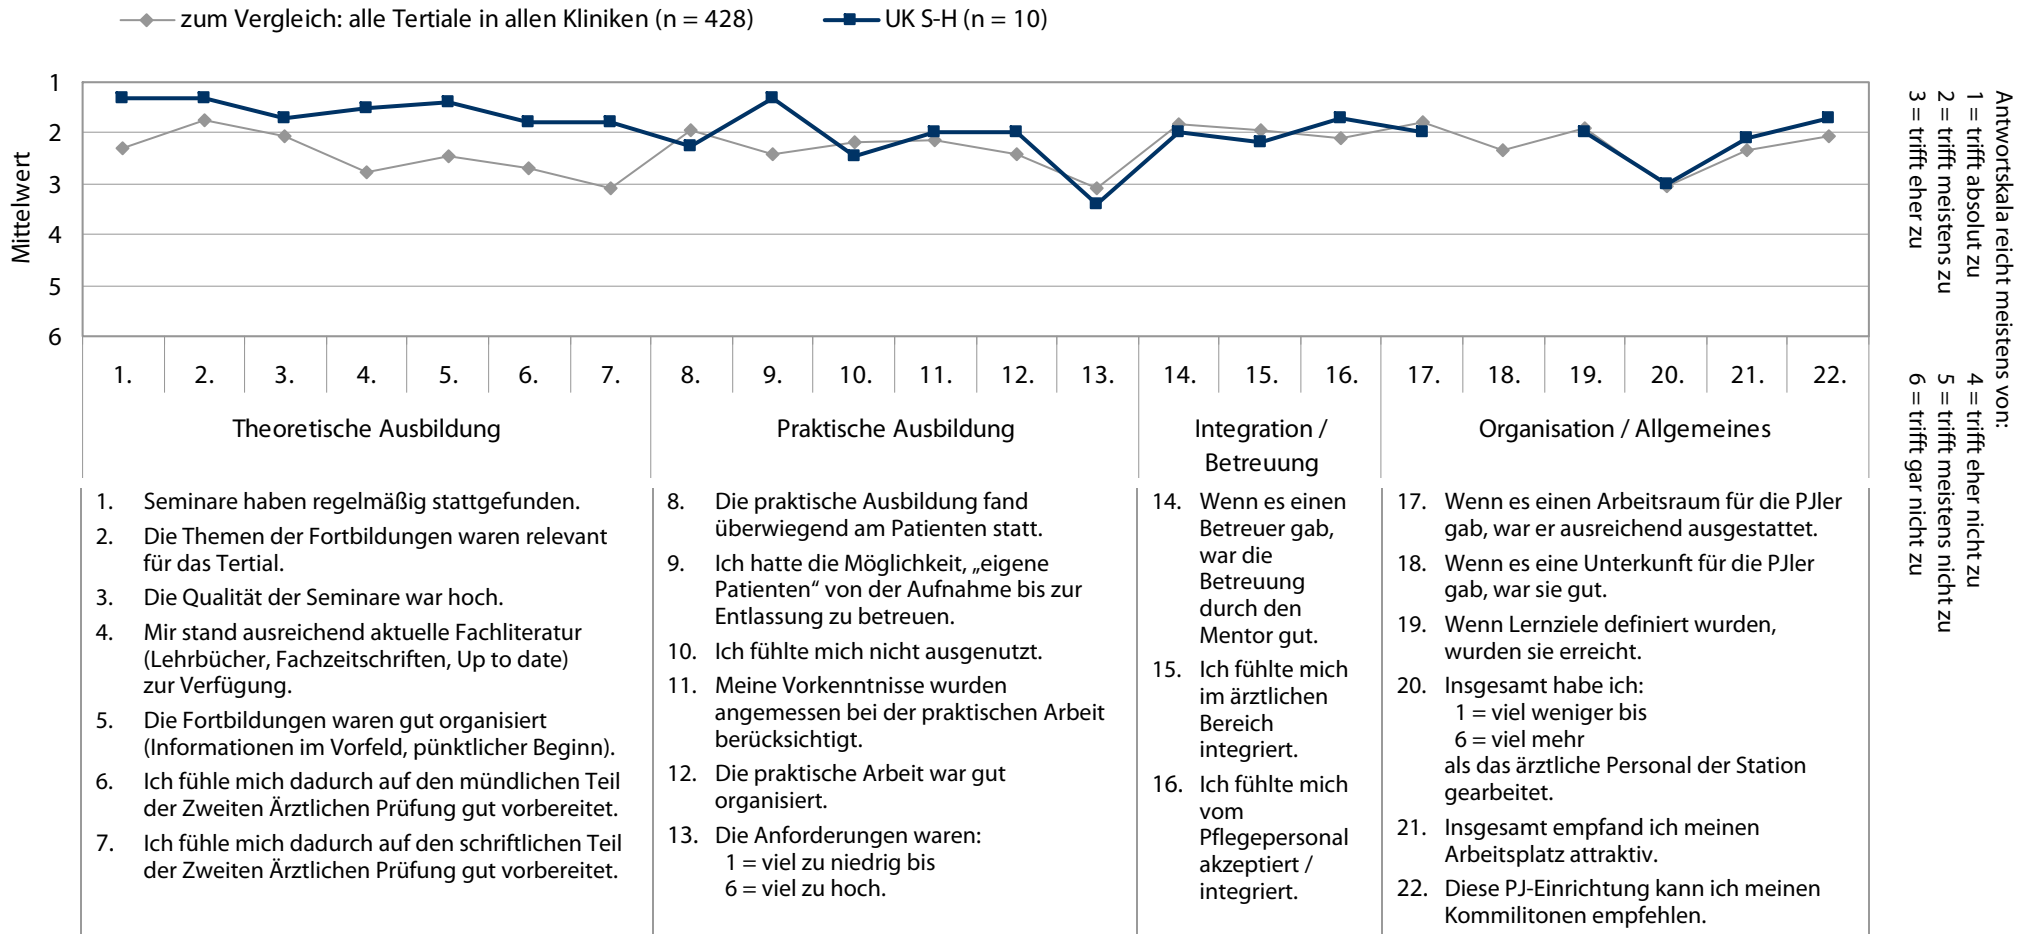 zum Vergleich: alle Tertiale in allen Kliniken (n = 428)
UK S-H (n = 10)
Mittelwert
1
2
3
4
5
6
1. 2. 3. 4. 5. 6. 7. 8. 9. 10. 11. 12. 13. 14. 15. 16. 17. 18. 19. 20. 21. 22.
Theoretische Ausbildung
Praktische Ausbildung
Integration /
Betreuung
Organisation / Allgemeines
1. Seminare haben regelmäßig stattgefunden.
2. Die Themen der Fortbildungen waren relevant
für das Tertial.
3. Die Qualität der Seminare war hoch.
4. Mir stand ausreichend aktuelle Fachliteratur
(Lehrbücher, Fachzeitschriften, Up to date)
zur Verfügung.
5. Die Fortbildungen waren gut organisiert
(Informationen im Vorfeld, pünktlicher Beginn).
6. Ich fühle mich dadurch auf den mündlichen Teil
der Zweiten Ärztlichen Prüfung gut vorbereitet.
7. Ich fühle mich dadurch auf den schriftlichen Teil
der Zweiten Ärztlichen Prüfung gut vorbereitet.
8. Die praktische Ausbildung fand
überwiegend am Patienten statt.
9. Ich hatte die Möglichkeit, „eigene
Patienten“ von der Aufnahme bis zur
Entlassung zu betreuen.
10. Ich fühlte mich nicht ausgenutzt.
11. Meine Vorkenntnisse wurden
angemessen bei der praktischen Arbeit
berücksichtigt.
12. Die praktische Arbeit war gut
organisiert.
13. Die Anforderungen waren:
1 = viel zu niedrig bis
6 = viel zu hoch.
14. Wenn es einen
Betreuer gab,
war die
Betreuung
durch den
Mentor gut.
15. Ich fühlte mich
im ärztlichen
Bereich
integriert.
16. Ich fühlte mich
vom
Pflegepersonal
akzeptiert /
integriert.
17. Wenn es einen Arbeitsraum für die PJler
gab, war er ausreichend ausgestattet.
18. Wenn es eine Unterkunft für die PJler
gab, war sie gut.
19. Wenn Lernziele definiert wurden,
wurden sie erreicht.
20. Insgesamt habe ich:
1 = viel weniger bis
6 = viel mehr
als das ärztliche Personal der Station
gearbeitet.
21. Insgesamt empfand ich meinen
Arbeitsplatz attraktiv.
22. Diese PJ-Einrichtung kann ich meinen
Kommilitonen empfehlen.
Antwortskala reicht meistens von:
1 = trifft absolut zu
2 = trifft meistens zu
3 = trifft eher zu
4 = trifft eher nicht zu
5 = trifft meistens nicht zu
6 = trifft gar nicht zu